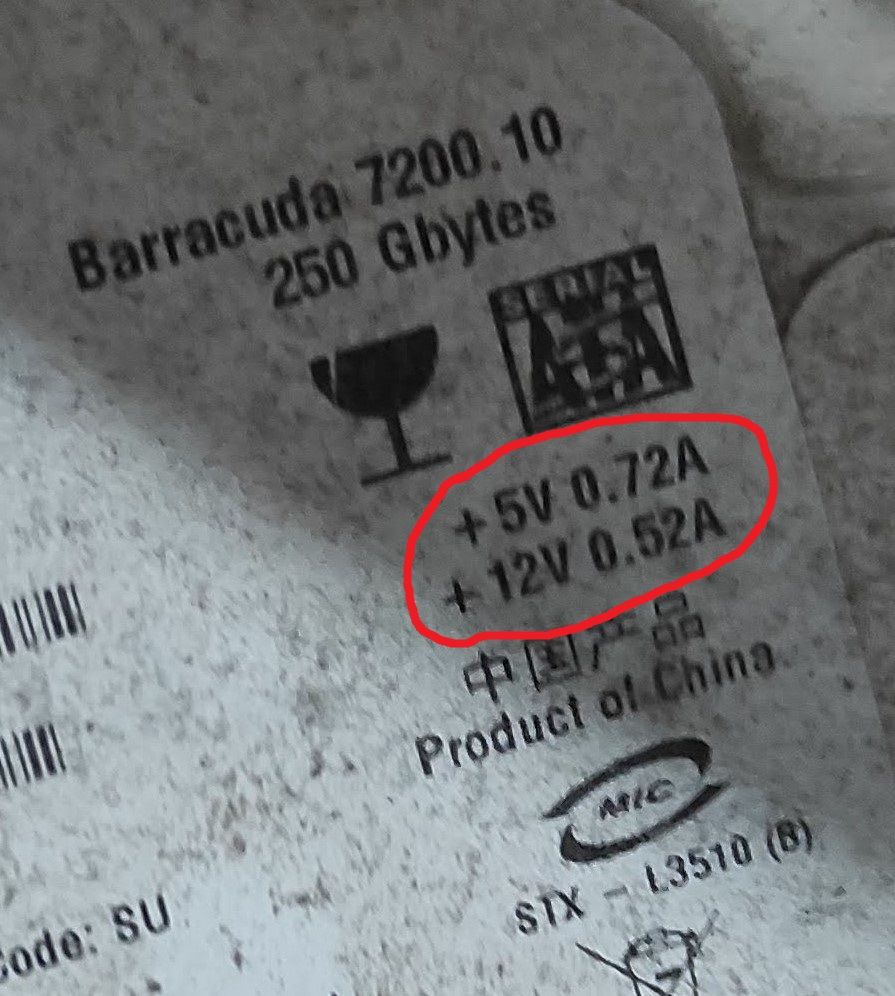 Barracuda 7200.10
250 Gbytes
SERIAL
ATA
+5V 0.72A
+12V 0.52A
中国产品
Product of China
MIC
STX - L3510 (B)
Code: SU